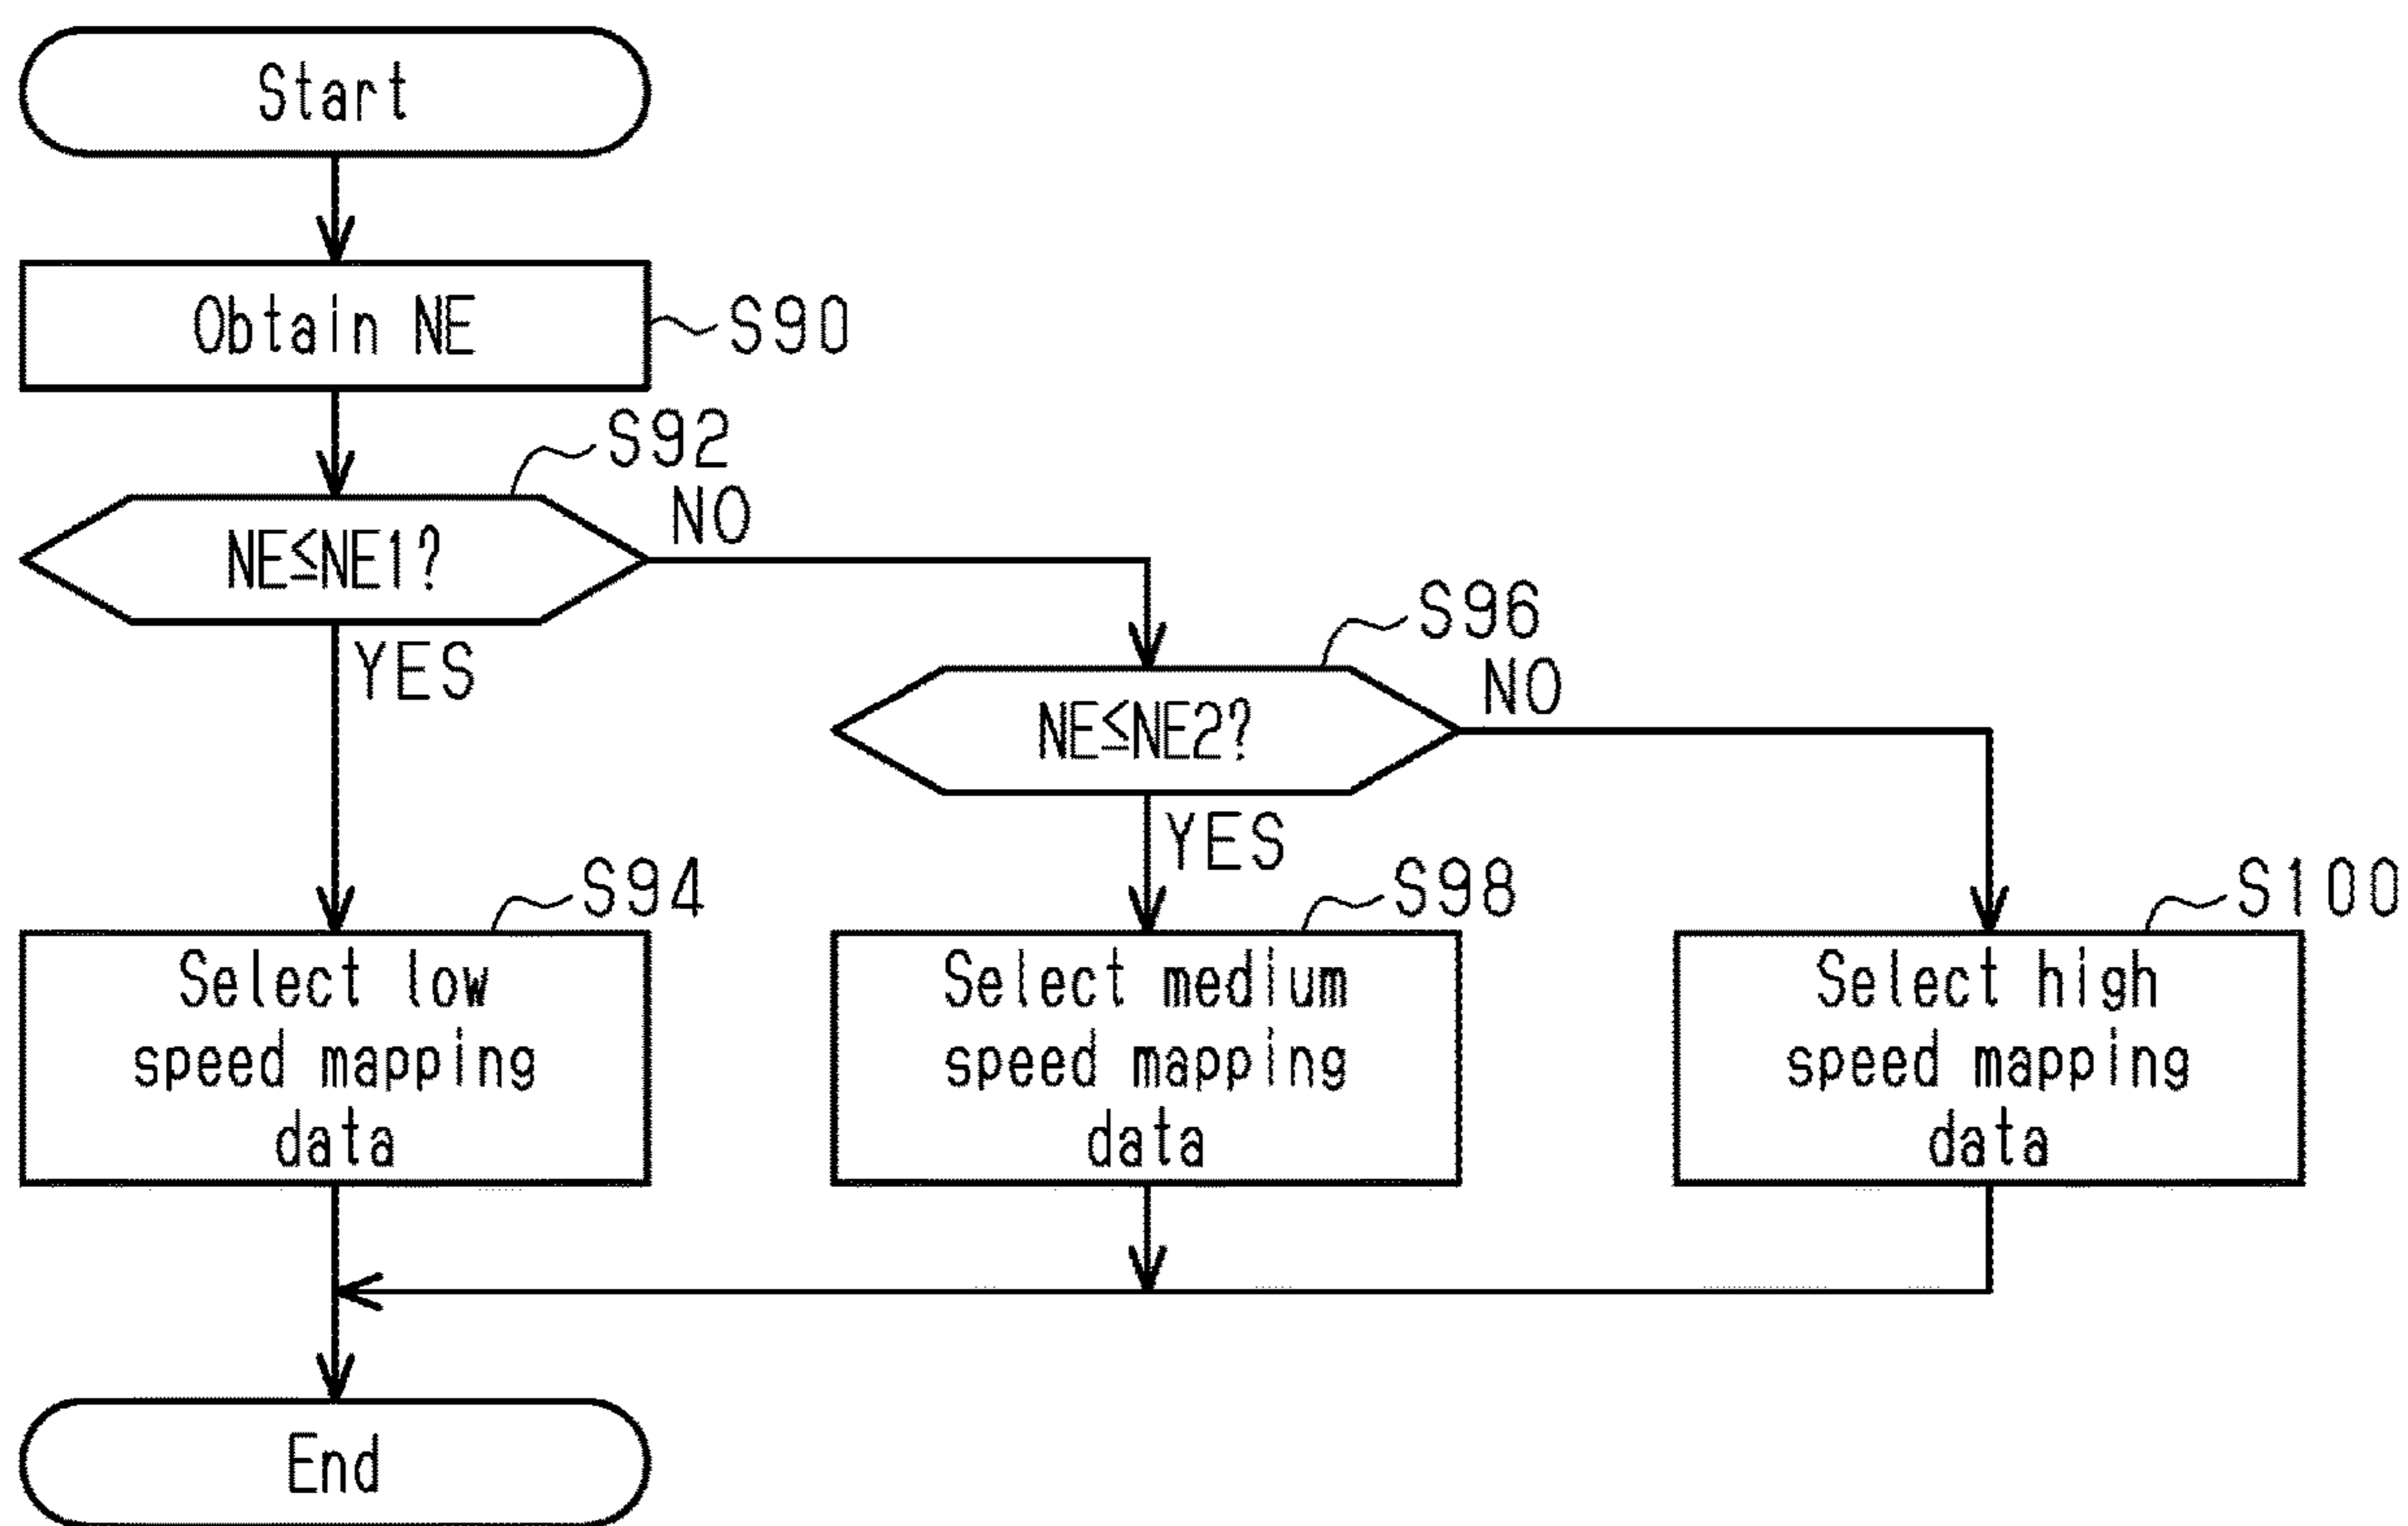 Start
Obtain NE
S90
S92
NE≦NE1?
NO
YES
S96
NE≦NE2?
NO
YES
S94
Select low
speed mapping
data
S98
Select medium
speed mapping
data
S100
Select high
speed mapping
data
End